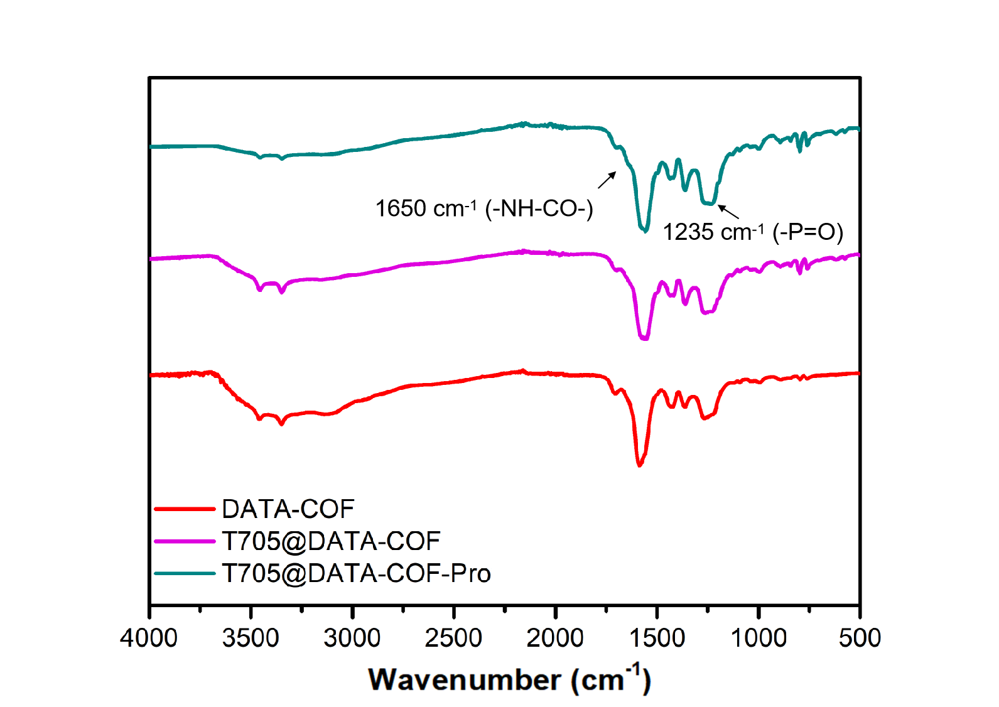 1650 cm-1 (-NH-CO-)
1235 cm-1 (-P=O)
DATA-COF
T705@DATA-COF
T705@DATA-COF-Pro
4000 3500 3000 2500 2000 1500 1000 500
Wavenumber (cm-1)